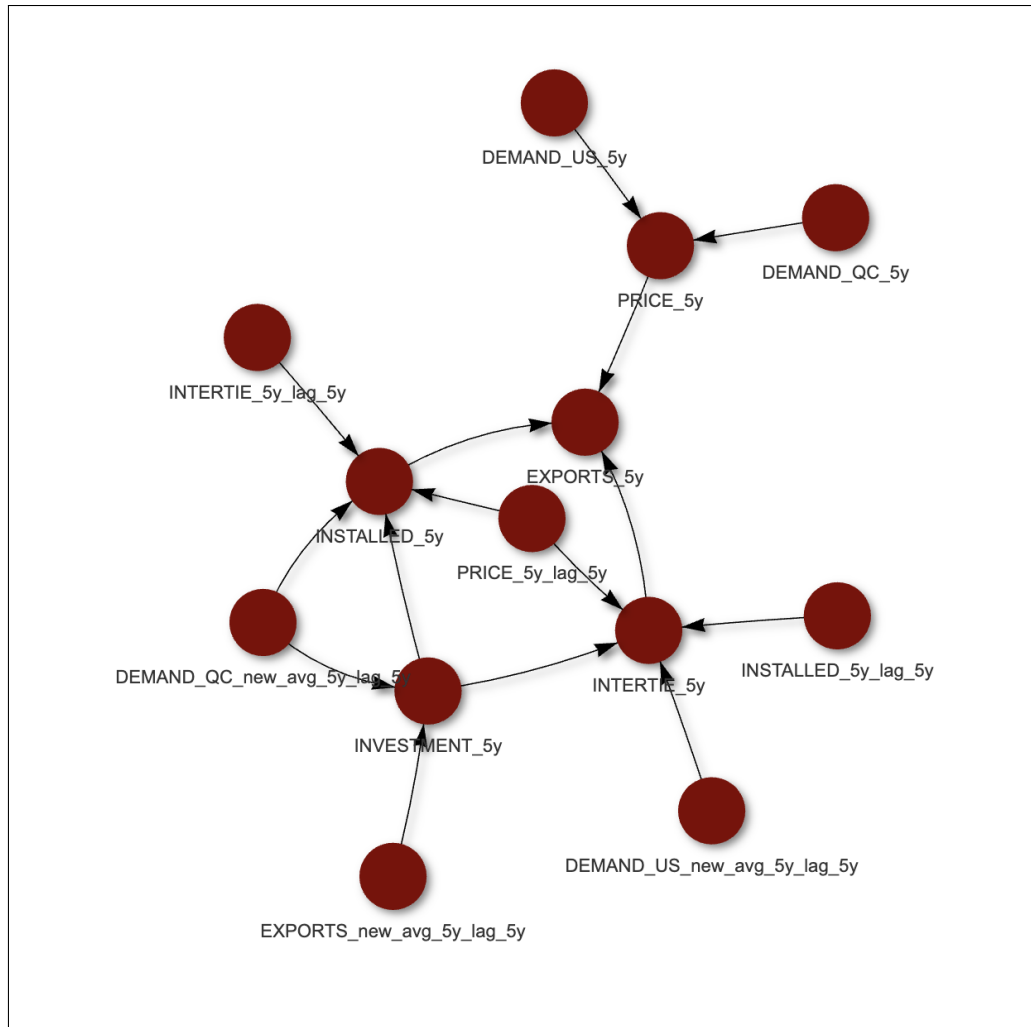 DEMAND_US_5y
DEMAND_QC_5y
PRICE_5y
INTERTIE_5y_lag_5y
EXPORTS_5y
INSTALLED_5y
PRICE_5y_lag_5y
INSTALLED_5y_lag_5y
DEMAND_QC_new_avg_5y_lag_5y
INTERTIE_5y
INVESTMENT_5y
DEMAND_US_new_avg_5y_lag_5y
EXPORTS_new_avg_5y_lag_5y